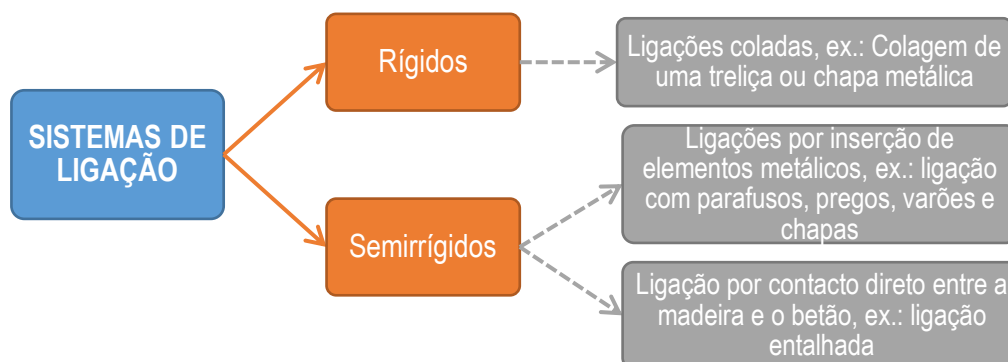 SISTEMAS DE
LIGAÇÃO
Rígidos
Ligações coladas, ex.: Colagem de
uma treliça ou chapa metálica
Semirrígidos
Ligações por inserção de
elementos metálicos, ex.: ligação
com parafusos, pregos, varões e
chapas
Ligação por contacto direto entre a
madeira e o betão, ex.: ligação
entalhada